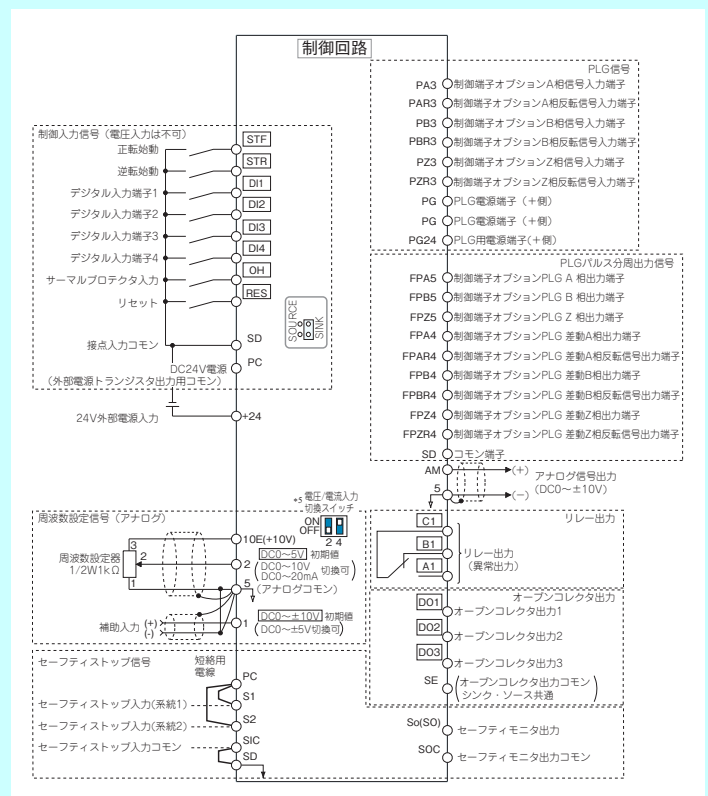 制御回路
制御入力信号（電圧入力は不可）
正転始動
STF
逆転始動
STR
デジタル入力端子1
DI1
デジタル入力端子2
DI2
デジタル入力端子3
DI3
デジタル入力端子4
DI4
サーマルプロテクタ入力
OH
リセット
RES
SOURCE
SINK
接点入力コモン
SD
DC24V電源
PC
（外部電源トランジスタ出力用コモン）
24V外部電源入力
+24
*5 電圧/電流入力
切換スイッチ
ON
OFF
2 4
周波数設定信号（アナログ）
周波数設定器
1/2W1kΩ
3
2
1
10E(+10V)
2
DC0〜5V 初期値
(DC0〜10V
DC0〜20mA 切換可)
5
(アナログコモン)
補助入力 (+)
(-)
1
DC0〜±10V 初期値
(DC0〜±5V切換可)
セーフティストップ信号
短絡用
電線
PC
S1
セーフティストップ入力(系統1)
S2
セーフティストップ入力(系統2)
SIC
セーフティストップ入力コモン
SD
PLG信号
PA3 制御端子オプションA相信号入力端子
PAR3 制御端子オプションA相反転信号入力端子
PB3 制御端子オプションB相信号入力端子
PBR3 制御端子オプションB相反転信号入力端子
PZ3 制御端子オプションZ相信号入力端子
PZR3 制御端子オプションZ相反転信号入力端子
PG PLG電源端子（＋側）
PG PLG電源端子（＋側）
PG24 PLG用電源端子(＋側)
PLGパルス分周出力信号
FPA5 制御端子オプションPLG A 相出力端子
FPB5 制御端子オプションPLG B 相出力端子
FPZ5 制御端子オプションPLG Z 相出力端子
FPA4 制御端子オプションPLG 差動A相出力端子
FPAR4 制御端子オプションPLG 差動A相反転信号出力端子
FPB4 制御端子オプションPLG 差動B相出力端子
FPBR4 制御端子オプションPLG 差動B相反転信号出力端子
FPZ4 制御端子オプションPLG 差動Z相出力端子
FPZR4 制御端子オプションPLG 差動Z相反転信号出力端子
SD コモン端子
AM
(+)
アナログ信号出力
(DC0〜±10V)
5
(−)
リレー出力
C1
B1
A1
リレー出力
（異常出力）
オープンコレクタ出力
DO1
オープンコレクタ出力1
DO2
オープンコレクタ出力2
DO3
オープンコレクタ出力3
SE
(オープンコレクタ出力コモン
シンク・ソース共通)
So(SO)
セーフティモニタ出力
SOC
セーフティモニタ出力コモン